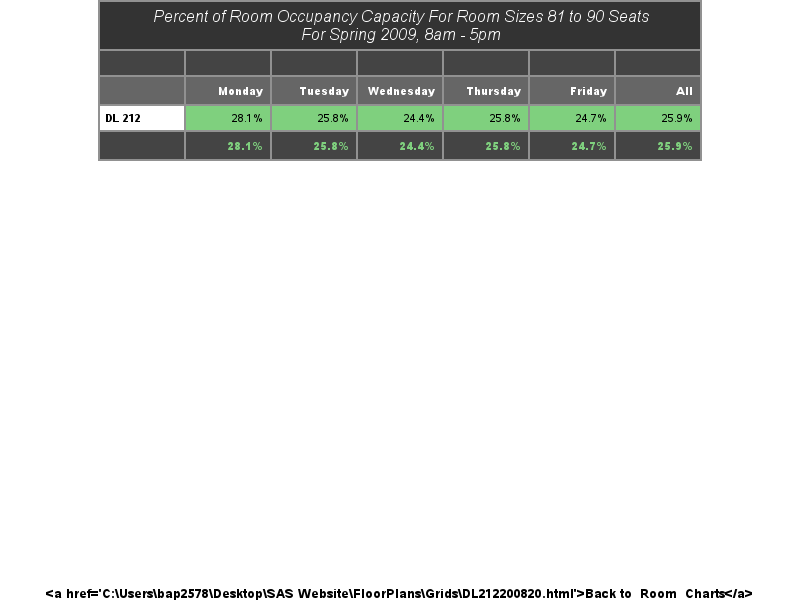 Percent of Room Occupancy Capacity For Room Sizes 81 to 90 Seats
For Spring 2009, 8am - 5pm
Monday Tuesday Wednesday Thursday Friday All
DL 212 28.1% 25.8% 24.4% 25.8% 24.7% 25.9%
28.1% 25.8% 24.4% 25.8% 24.7% 25.9%
<a href='C:\Users\bap2578\Desktop\SAS Website\FloorPlans\Grids\DL212200820.html'>Back to Room Charts</a>